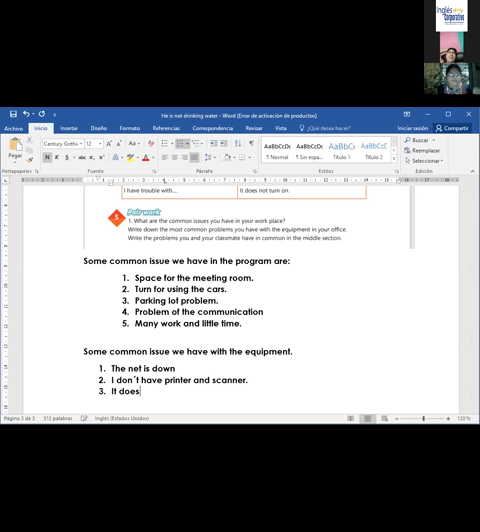 Inglés
Corporativo
He is not drinking water - Word (Error de activación de productos)
Archivo Inicio Insertar Diseño Formato Referencias Correspondencia Revisar Vista ¿Qué desea hacer? Iniciar sesión Compartir
Pegar
Century Gothi 12
N K S abc
AaBbCcDc AaBbCcDc AaBbCc AaBbCcC
¶ Normal ¶ Sin espa... Título 1 Título 2
Buscar
Reemplazar
Seleccionar
Portapapeles Fuente Párrafo Estilos Edición
I have trouble with.... It does not turn on.
5. Pair work
1. What are the common issues you have in your work place?
Write down the most common problems you have with the equipment in your office.
Write the problems you and your classmate have in common in the middle section.
Some common issue we have in the program are:
1. Space for the meeting room.
2. Turn for using the cars.
3. Parking lot problem.
4. Problem of the communication
5. Many work and little time.
Some common issue we have with the equipment.
1. The net is down
2. I don´t have printer and scanner.
3. It does
Página 3 de 3 312 palabras Inglés (Estados Unidos) 120 %